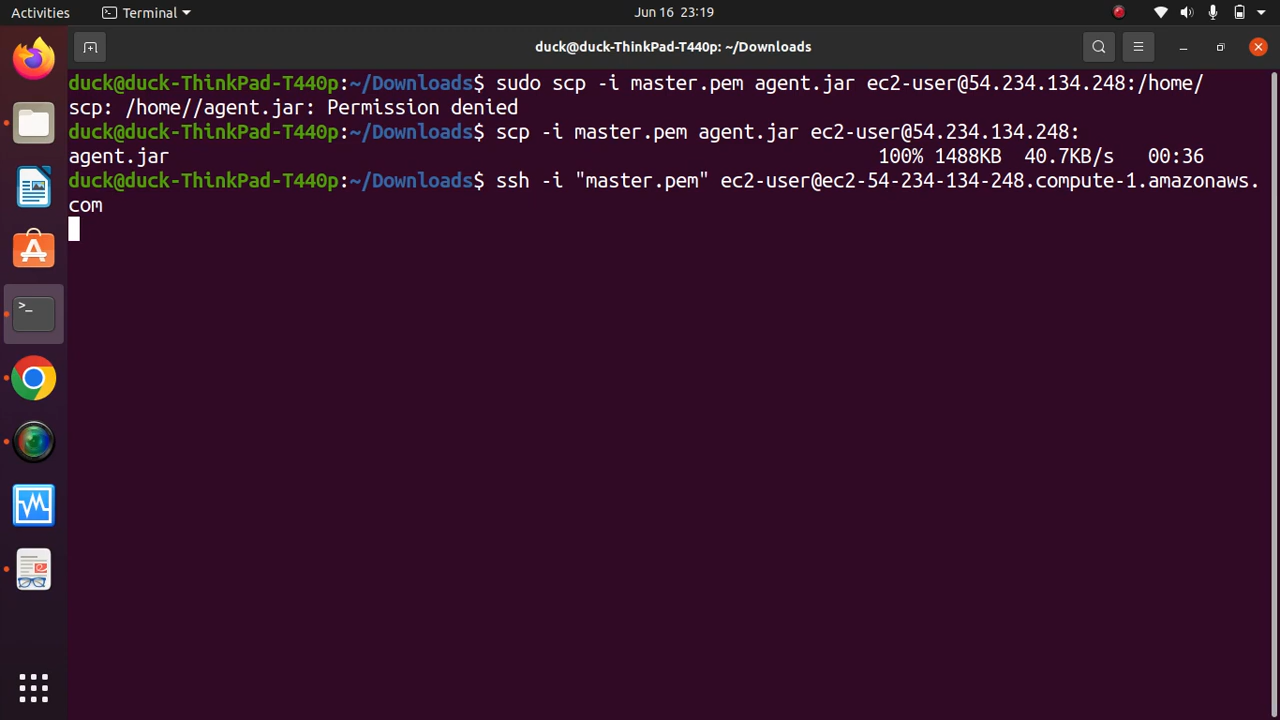 Activities Terminal Jun 16 23:19
duck@duck-ThinkPad-T440p: ~/Downloads
duck@duck-ThinkPad-T440p:~/Downloads$ sudo scp -i master.pem agent.jar ec2-user@54.234.134.248:/home/
scp: /home//agent.jar: Permission denied
duck@duck-ThinkPad-T440p:~/Downloads$ scp -i master.pem agent.jar ec2-user@54.234.134.248:
agent.jar 100% 1488KB 40.7KB/s 00:36
duck@duck-ThinkPad-T440p:~/Downloads$ ssh -i "master.pem" ec2-user@ec2-54-234-134-248.compute-1.amazonaws.
com